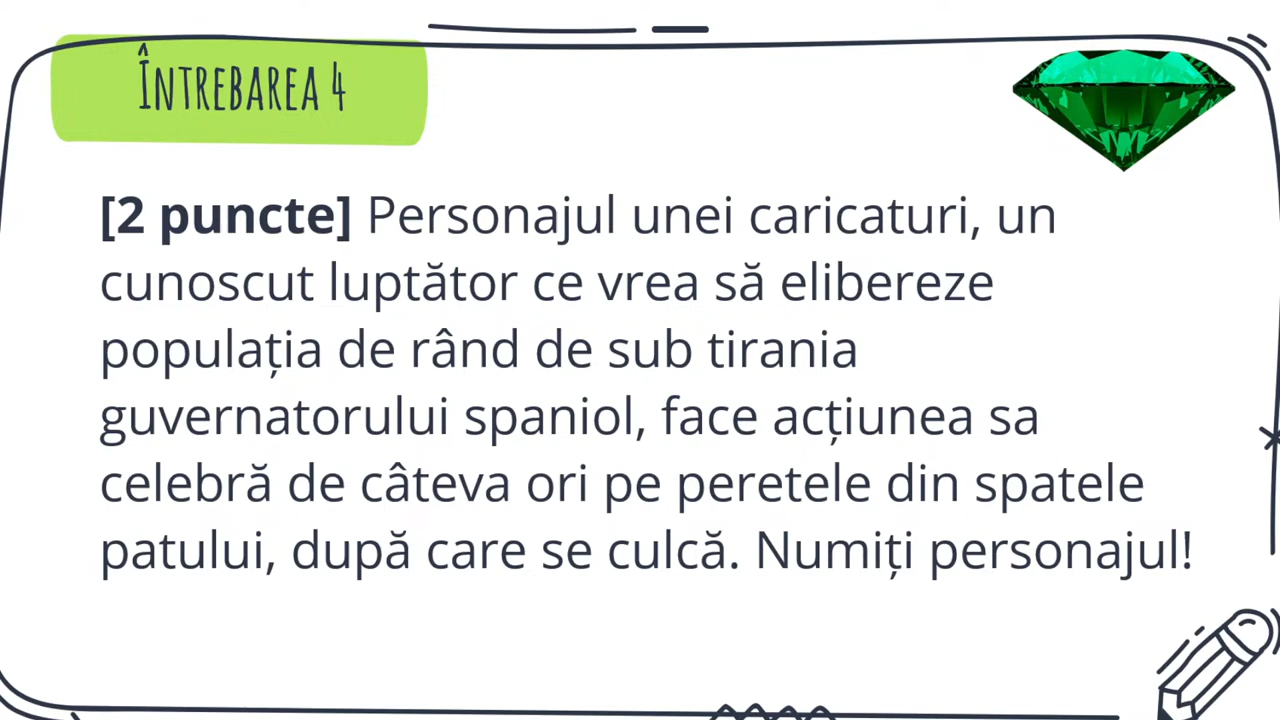 Întrebarea 4
[2 puncte] Personajul unei caricaturi, un
cunoscut luptător ce vrea să elibereze
populația de rând de sub tirania
guvernatorului spaniol, face acțiunea sa
celebră de câteva ori pe peretele din spatele
patului, după care se culcă. Numiți personajul!